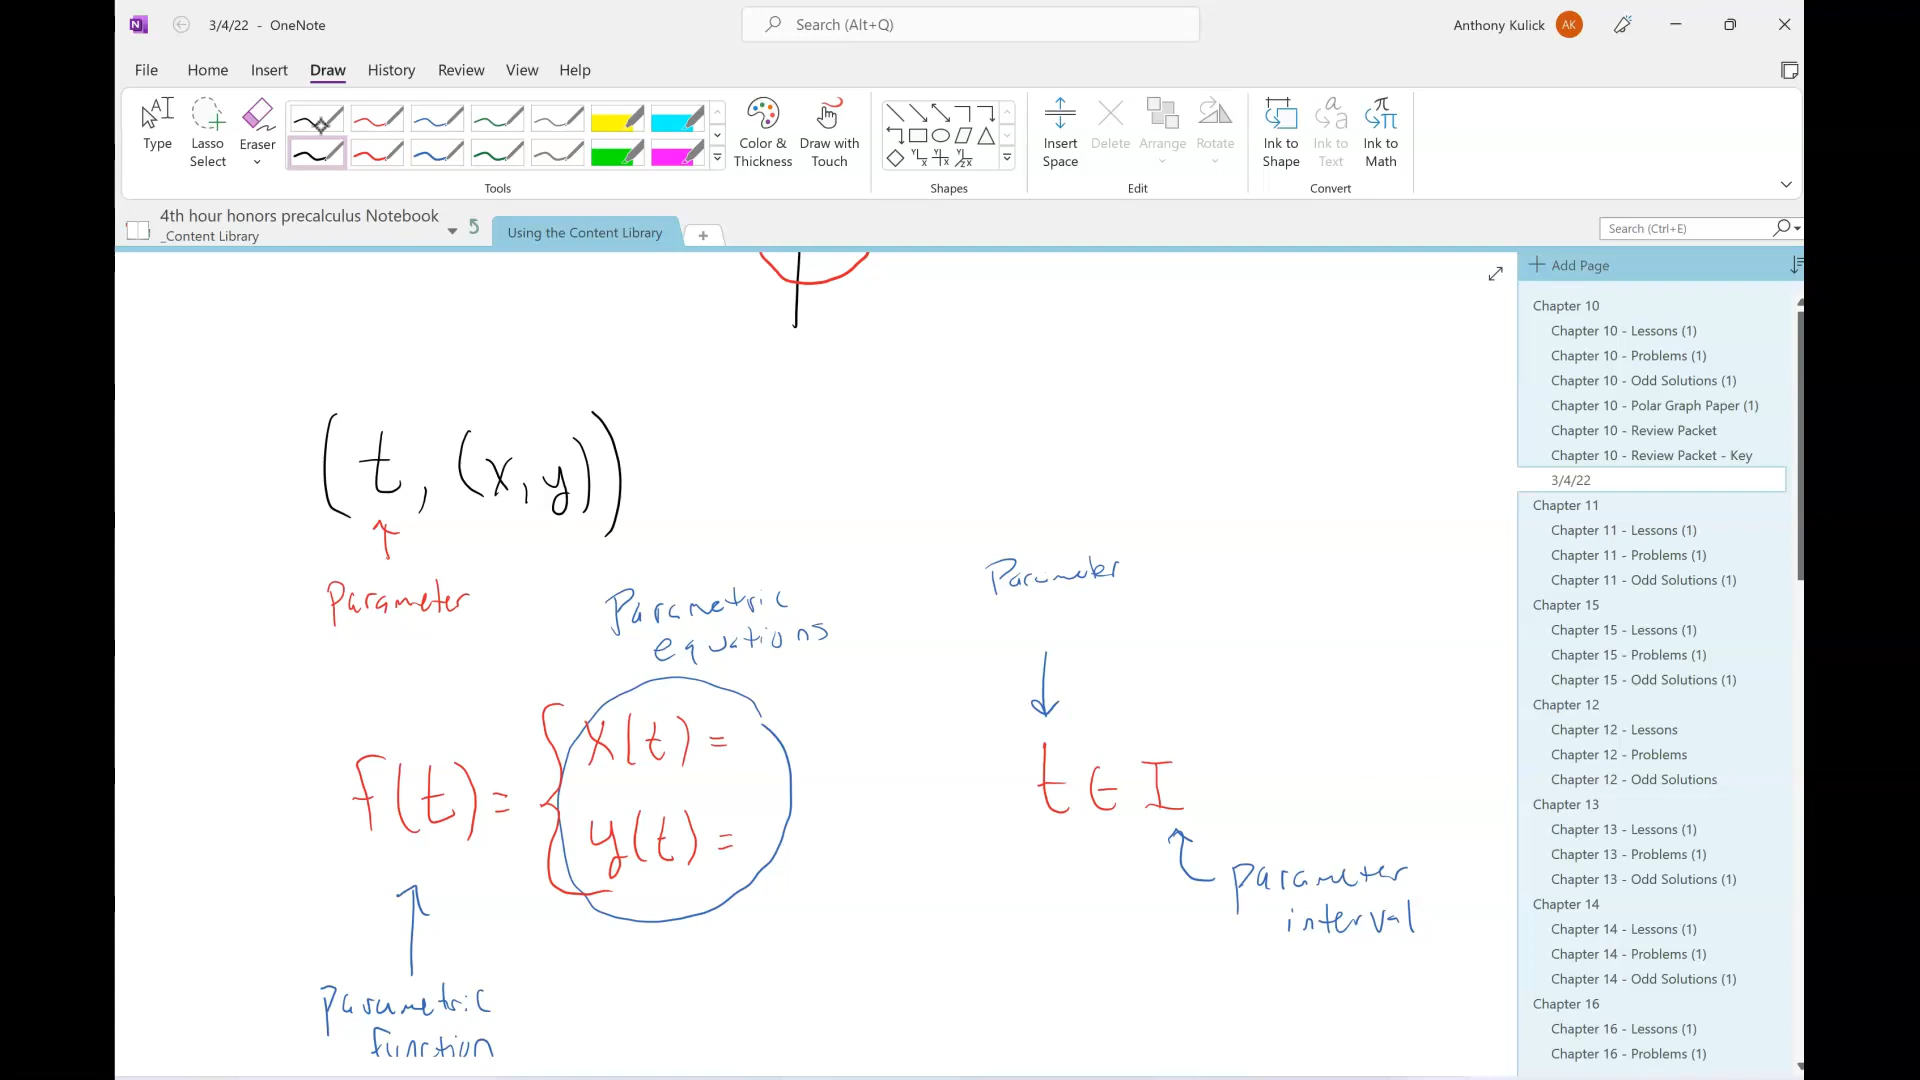 3/4/22 - OneNote
Search (Alt+Q)
Anthony Kulick
AK
File Home Insert Draw History Review View Help
Type
Lasso Select
Eraser
Color & Thickness
Draw with Touch
Insert Space
Delete
Arrange
Rotate
Ink to Shape
Ink to Text
Ink to Math
Tools
Shapes
Edit
Convert
4th hour honors precalculus Notebook
_Content Library
Using the Content Library
Search (Ctrl+E)
(t, (x,y))
Parameter
Parametric
equations
Parameter
f(t) = { x(t) =
y(t) =
t ∈ I
parameter
interval
parametric
function
Add Page
Chapter 10
Chapter 10 - Lessons (1)
Chapter 10 - Problems (1)
Chapter 10 - Odd Solutions (1)
Chapter 10 - Polar Graph Paper (1)
Chapter 10 - Review Packet
Chapter 10 - Review Packet - Key
3/4/22
Chapter 11
Chapter 11 - Lessons (1)
Chapter 11 - Problems (1)
Chapter 11 - Odd Solutions (1)
Chapter 15
Chapter 15 - Lessons (1)
Chapter 15 - Problems (1)
Chapter 15 - Odd Solutions (1)
Chapter 12
Chapter 12 - Lessons
Chapter 12 - Problems
Chapter 12 - Odd Solutions
Chapter 13
Chapter 13 - Lessons (1)
Chapter 13 - Problems (1)
Chapter 13 - Odd Solutions (1)
Chapter 14
Chapter 14 - Lessons (1)
Chapter 14 - Problems (1)
Chapter 14 - Odd Solutions (1)
Chapter 16
Chapter 16 - Lessons (1)
Chapter 16 - Problems (1)